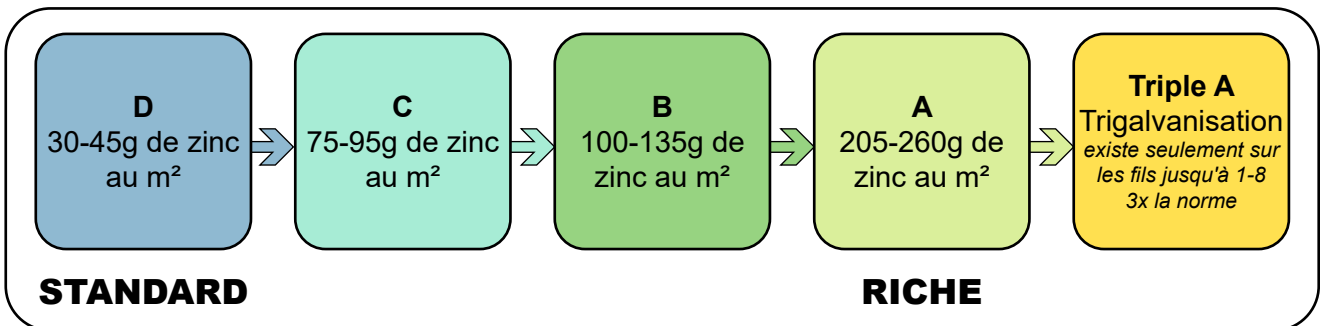 D
30-45g de zinc
au m²
C
75-95g de zinc
au m²
B
100-135g de
zinc au m²
A
205-260g de
zinc au m²
Triple A
Trigalvanisation
existe seulement sur
les fils jusqu'à 1-8
3x la norme
STANDARD
RICHE